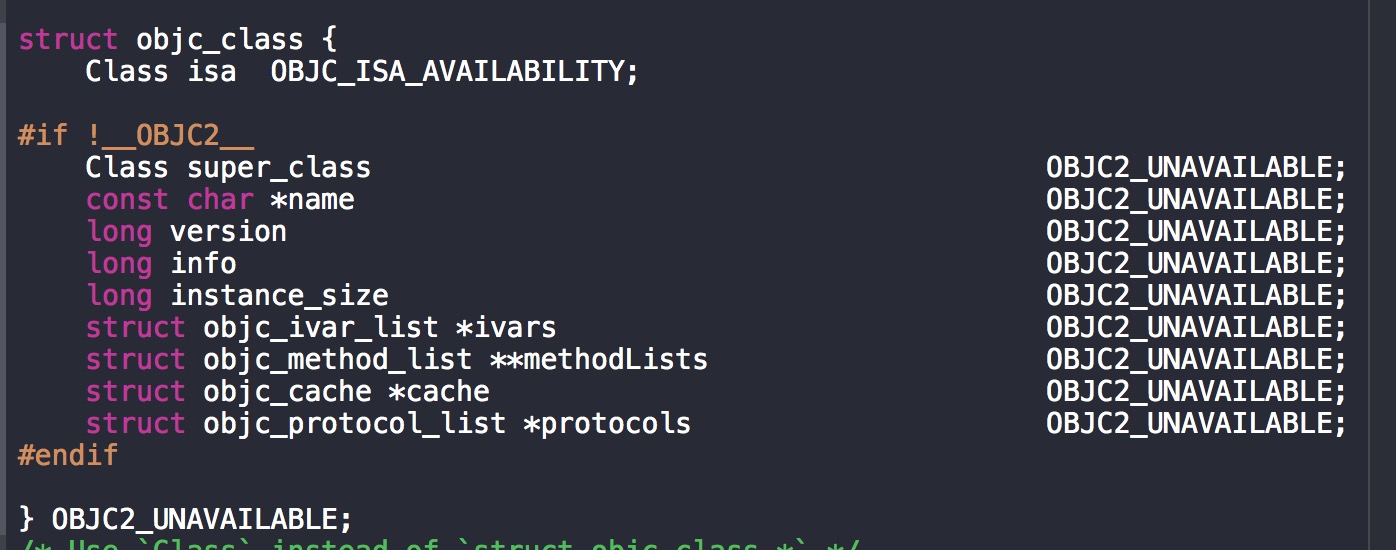 struct objc_class {
    Class isa  OBJC_ISA_AVAILABILITY;

#if !__OBJC2__
    Class super_class                                        OBJC2_UNAVAILABLE;
    const char *name                                         OBJC2_UNAVAILABLE;
    long version                                             OBJC2_UNAVAILABLE;
    long info                                                OBJC2_UNAVAILABLE;
    long instance_size                                       OBJC2_UNAVAILABLE;
    struct objc_ivar_list *ivars                             OBJC2_UNAVAILABLE;
    struct objc_method_list **methodLists                    OBJC2_UNAVAILABLE;
    struct objc_cache *cache                                 OBJC2_UNAVAILABLE;
    struct objc_protocol_list *protocols                     OBJC2_UNAVAILABLE;
#endif

} OBJC2_UNAVAILABLE;
/* Use `Class` instead of `struct objc_class *` */